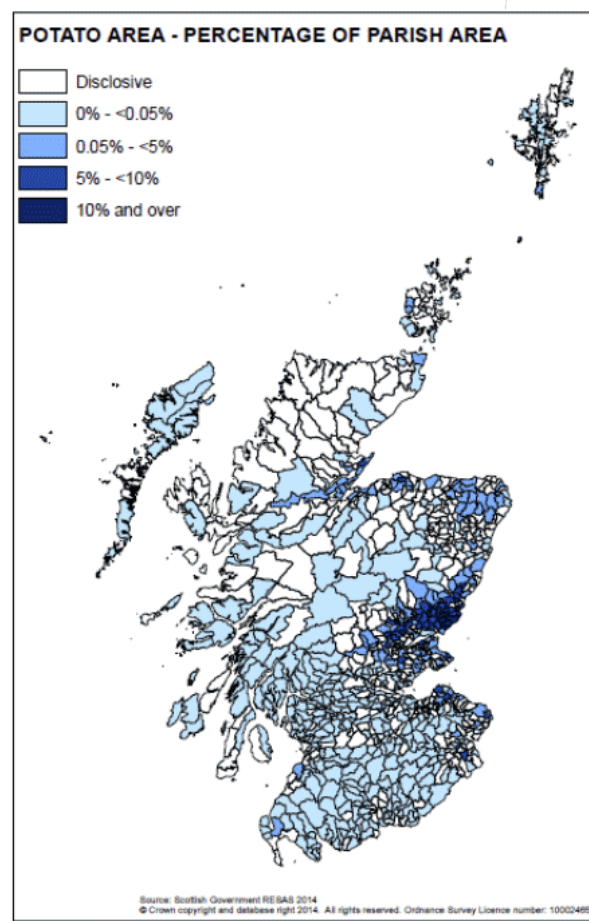 POTATO AREA - PERCENTAGE OF PARISH AREA
Disclosive
0% - <0.05%
0.05% - <5%
5% - <10%
10% and over
Source: Scottish Government RESAS 2014
© Crown copyright and database right 2014. All rights reserved. Ordnance Survey Licence number: 10002465